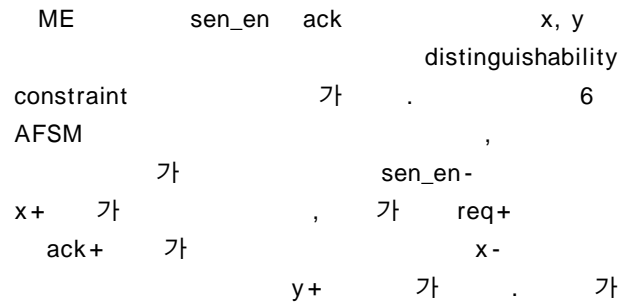 ME sen_en ack x, y
distinguishability
constraint 가 . 6
AFSM ,
가 sen_en-
x+ 가 , 가 req+
ack+ 가 x-
y+ 가 . 가